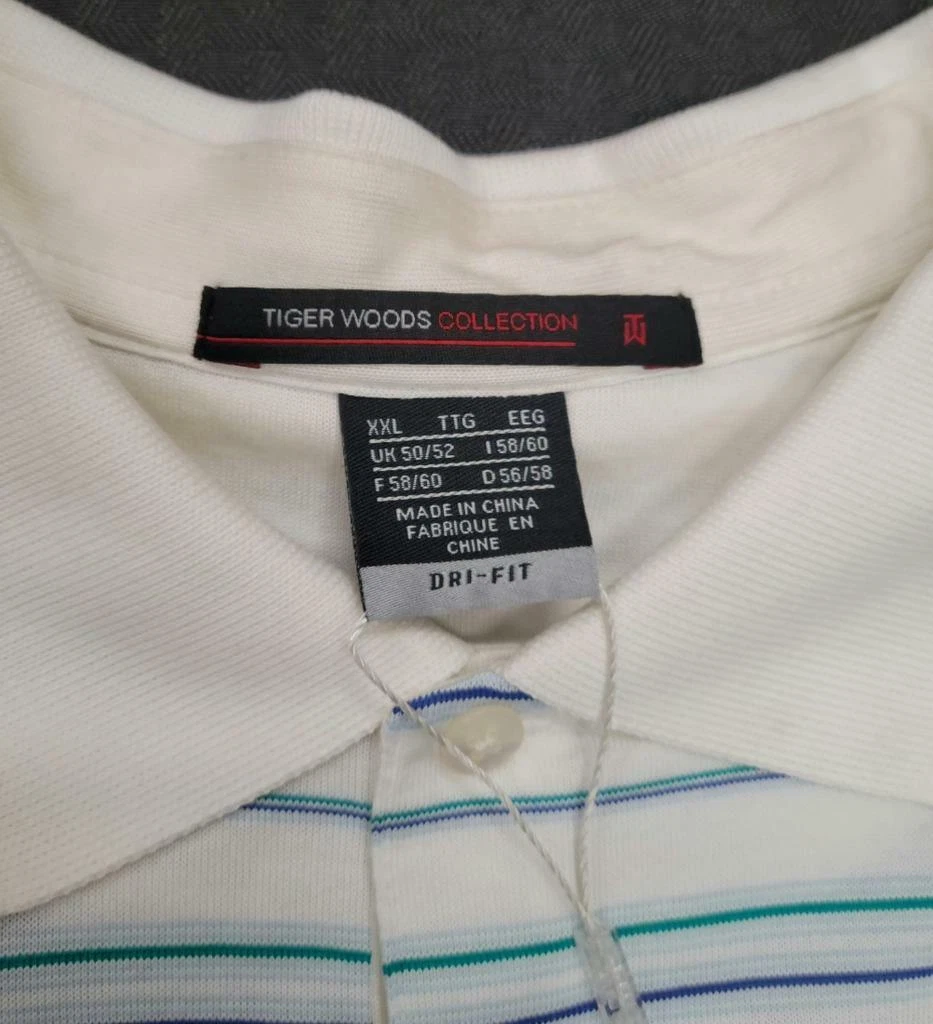 TIGER WOODS COLLECTION TW
XXL TTG EEG
UK 50/52 I 58/60
F 58/60 D 56/58
MADE IN CHINA
FABRIQUE EN
CHINE
DRI-FIT